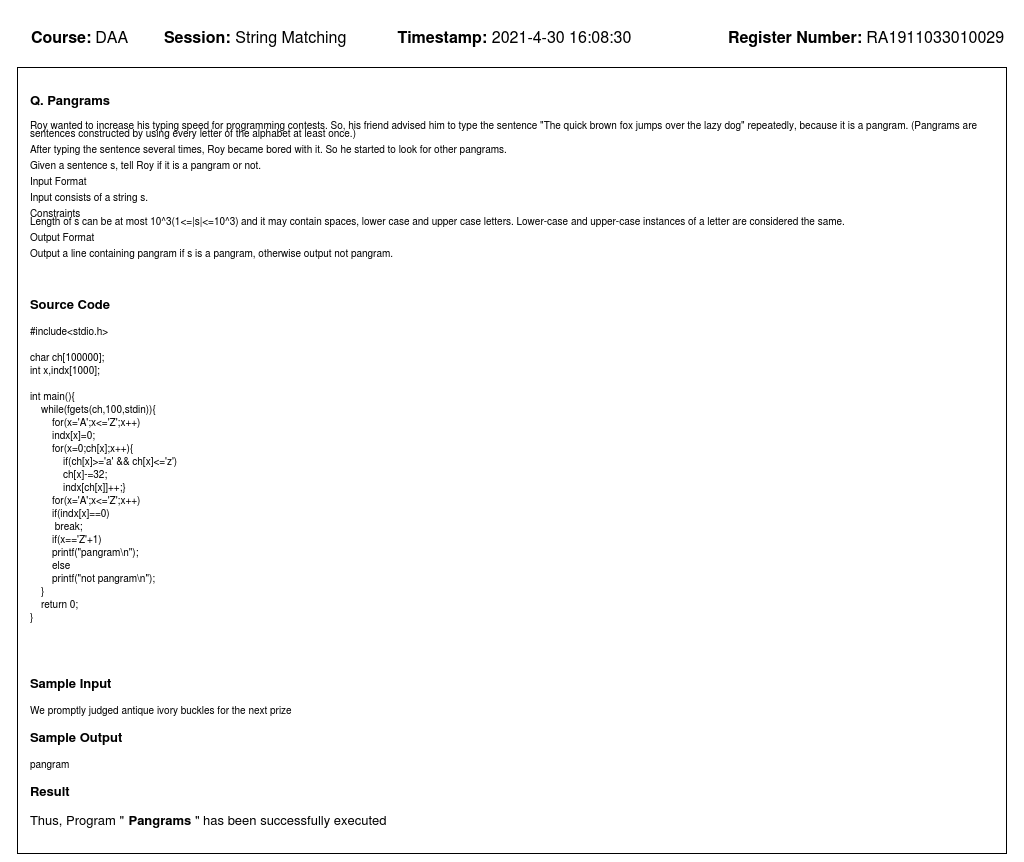 Course: DAA Session: String Matching Timestamp: 2021-4-30 16:08:30 Register Number: RA1911033010029
Q. Pangrams
Roy wanted to increase his typing speed for programming contests. So, his friend advised him to type the sentence "The quick brown fox jumps over the lazy dog" repeatedly, because it is a pangram. (Pangrams are
sentences constructed by using every letter of the alphabet at least once.)
After typing the sentence several times, Roy became bored with it. So he started to look for other pangrams.
Given a sentence s, tell Roy if it is a pangram or not.
Input Format
Input consists of a string s.
Constraints
Length of s can be at most 10^3(1<=|s|<=10^3) and it may contain spaces, lower case and upper case letters. Lower-case and upper-case instances of a letter are considered the same.
Output Format
Output a line containing pangram if s is a pangram, otherwise output not pangram.
Source Code
#include<stdio.h>
char ch[100000];
int x,indx[1000];
int main(){
    while(fgets(ch,100,stdin)){
        for(x='A';x<='Z';x++)
        indx[x]=0;
        for(x=0;ch[x];x++){
            if(ch[x]>='a' && ch[x]<='z')
            ch[x]-=32;
            indx[ch[x]]++;}
        for(x='A';x<='Z';x++)
        if(indx[x]==0)
         break;
        if(x=='Z'+1)
        printf("pangram\n");
        else
        printf("not pangram\n");
    }
    return 0;
}
Sample Input
We promptly judged antique ivory buckles for the next prize
Sample Output
pangram
Result
Thus, Program " Pangrams " has been successfully executed